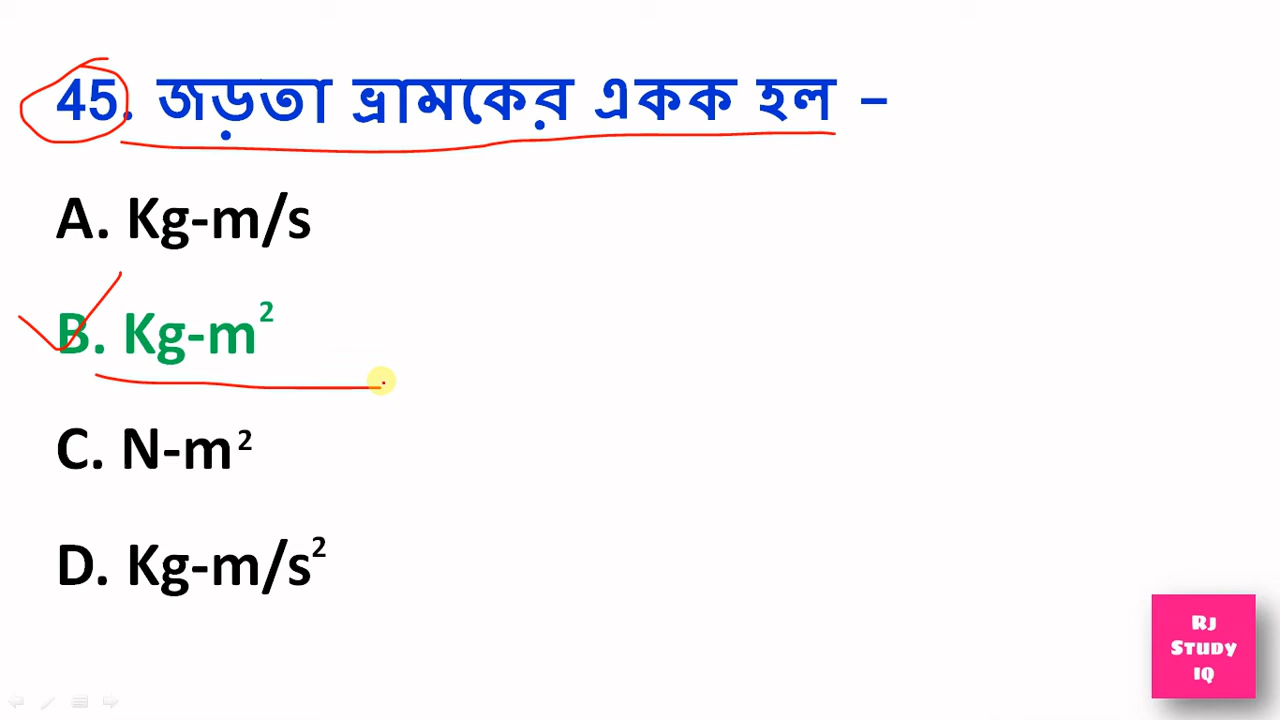 45. জড়তা ভ্রামকের একক হল –
A. Kg-m/s
B. Kg-m²
C. N-m²
D. Kg-m/s²
RJ
STUDY
IQ